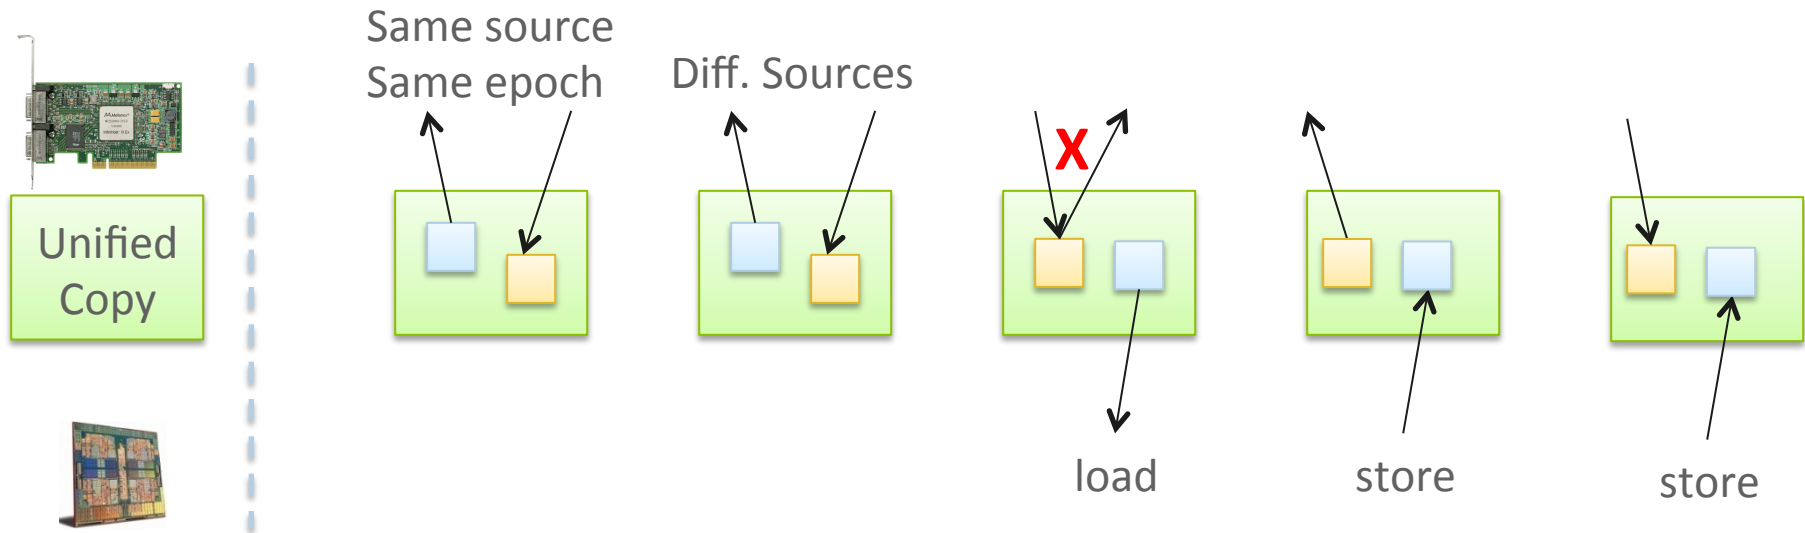 Same source
Same epoch
Diff. Sources
X
Unified
Copy
load
store
store